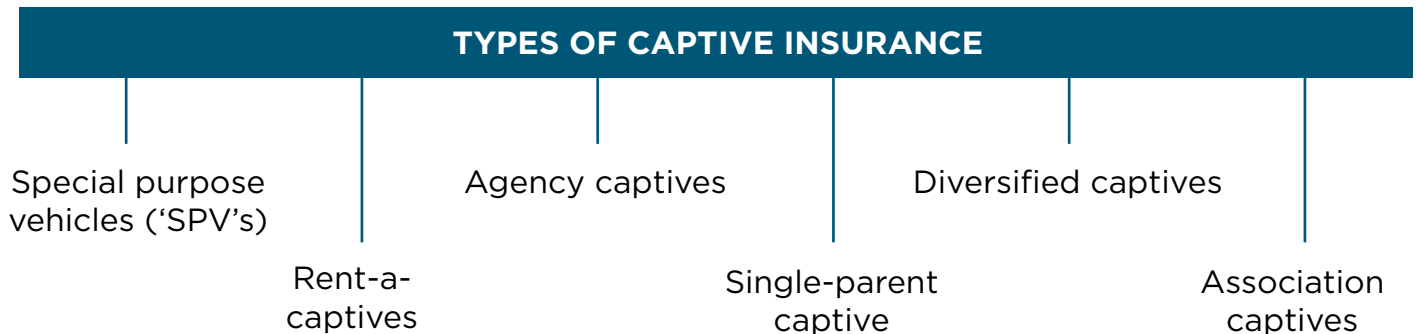 TYPES OF CAPTIVE INSURANCE
Special purpose
vehicles (‘SPV’s)
Rent-a-
captives
Agency captives
Single-parent
captive
Diversified captives
Association
captives